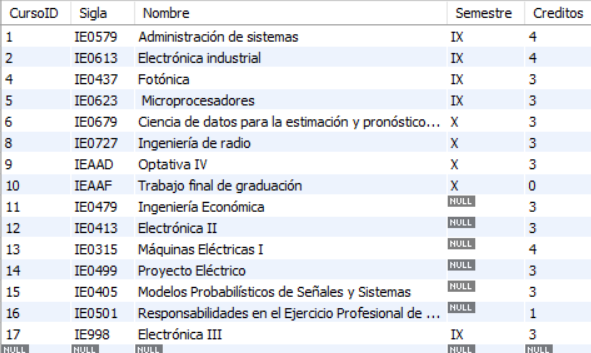 CursoID Sigla Nombre Semestre Creditos
1 IE0579 Administración de sistemas IX 4
2 IE0613 Electrónica industrial IX 4
4 IE0437 Fotónica IX 3
5 IE0623 Microprocesadores IX 3
6 IE0679 Ciencia de datos para la estimación y pronóstico... X 3
8 IE0727 Ingeniería de radio X 3
9 IEAAD Optativa IV X 3
10 IEAAF Trabajo final de graduación X 0
11 IE0479 Ingeniería Económica NULL 3
12 IE0413 Electrónica II NULL 3
13 IE0315 Máquinas Eléctricas I NULL 4
14 IE0499 Proyecto Eléctrico NULL 3
15 IE0405 Modelos Probabilísticos de Señales y Sistemas NULL 3
16 IE0501 Responsabilidades en el Ejercicio Profesional de ... NULL 1
17 IE998 Electrónica III IX 3
NULL NULL NULL NULL NULL